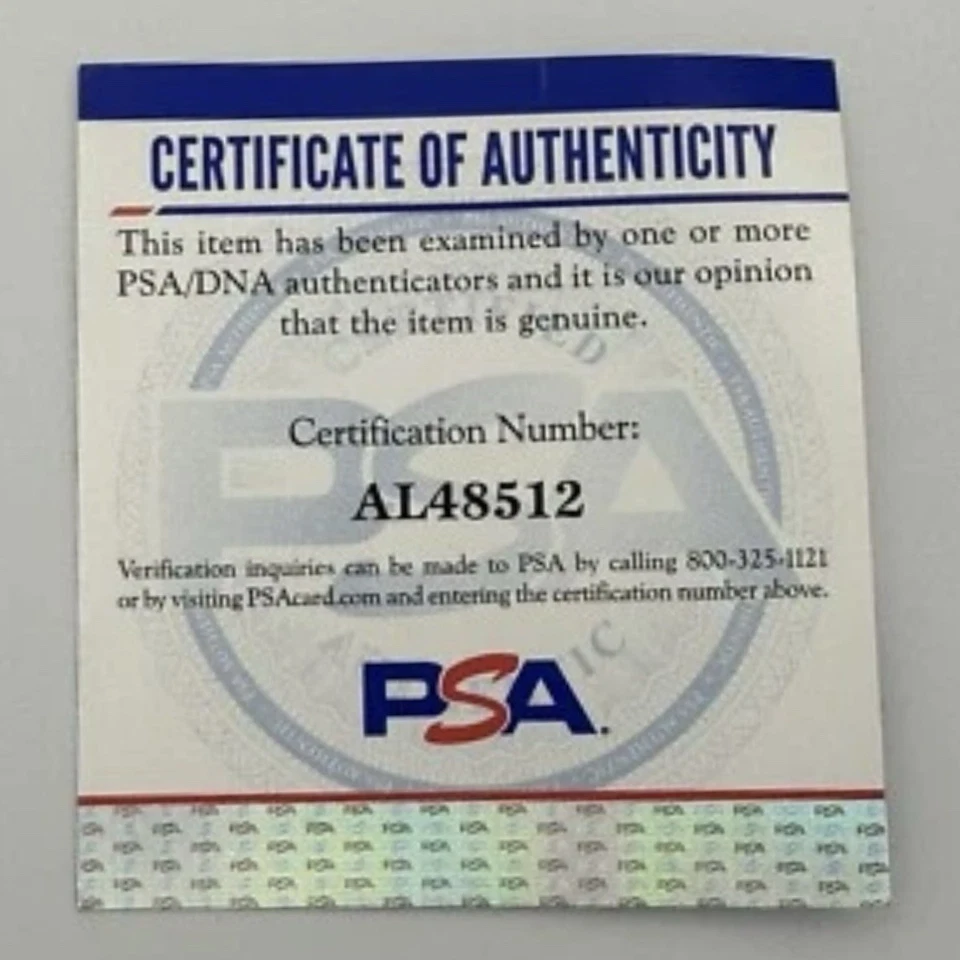 CERTIFICATE OF AUTHENTICITY
This item has been examined by one or more
PSA/DNA authenticators and it is our opinion
that the item is genuine.
CERTIFIED
PSA
Certification Number:
AL48512
Verification inquiries can be made to PSA by calling 800-325-1121
or by visiting PSAcard.com and entering the certification number above.
PSA.